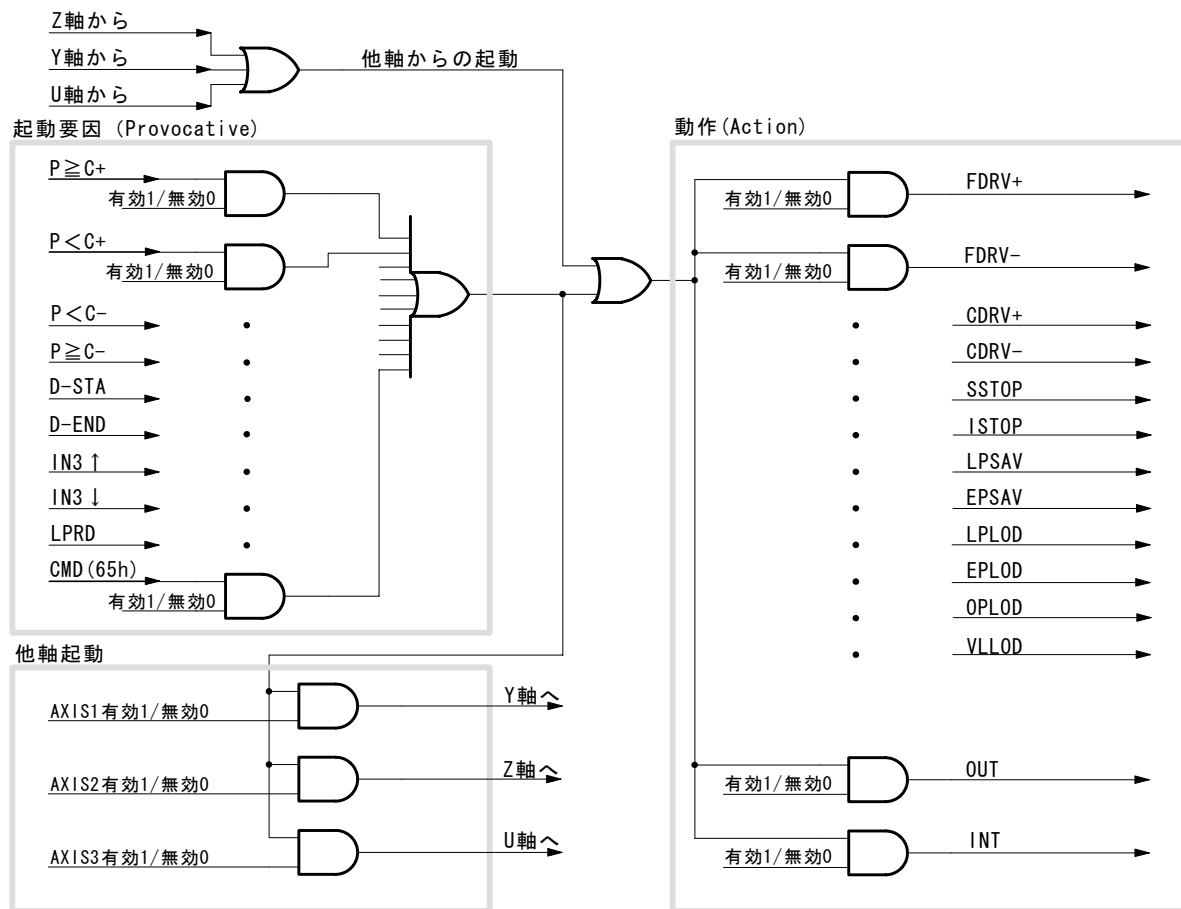 Z軸から
Y軸から
U軸から
他軸からの起動
起動要因 (Provocative)
P≧C+
有効1/無効0
P<C+
有効1/無効0
P<C-
P≧C-
D-STA
D-END
IN3↑
IN3↓
LPRD
CMD(65h)
有効1/無効0
他軸起動
AXIS1有効1/無効0
Y軸へ
AXIS2有効1/無効0
Z軸へ
AXIS3有効1/無効0
U軸へ
動作(Action)
有効1/無効0
FDRV+
有効1/無効0
FDRV-
CDRV+
CDRV-
SSTOP
ISTOP
LPSAV
EPSAV
LPLOD
EPLOD
OPLOD
VLLOD
有効1/無効0
OUT
有効1/無効0
INT